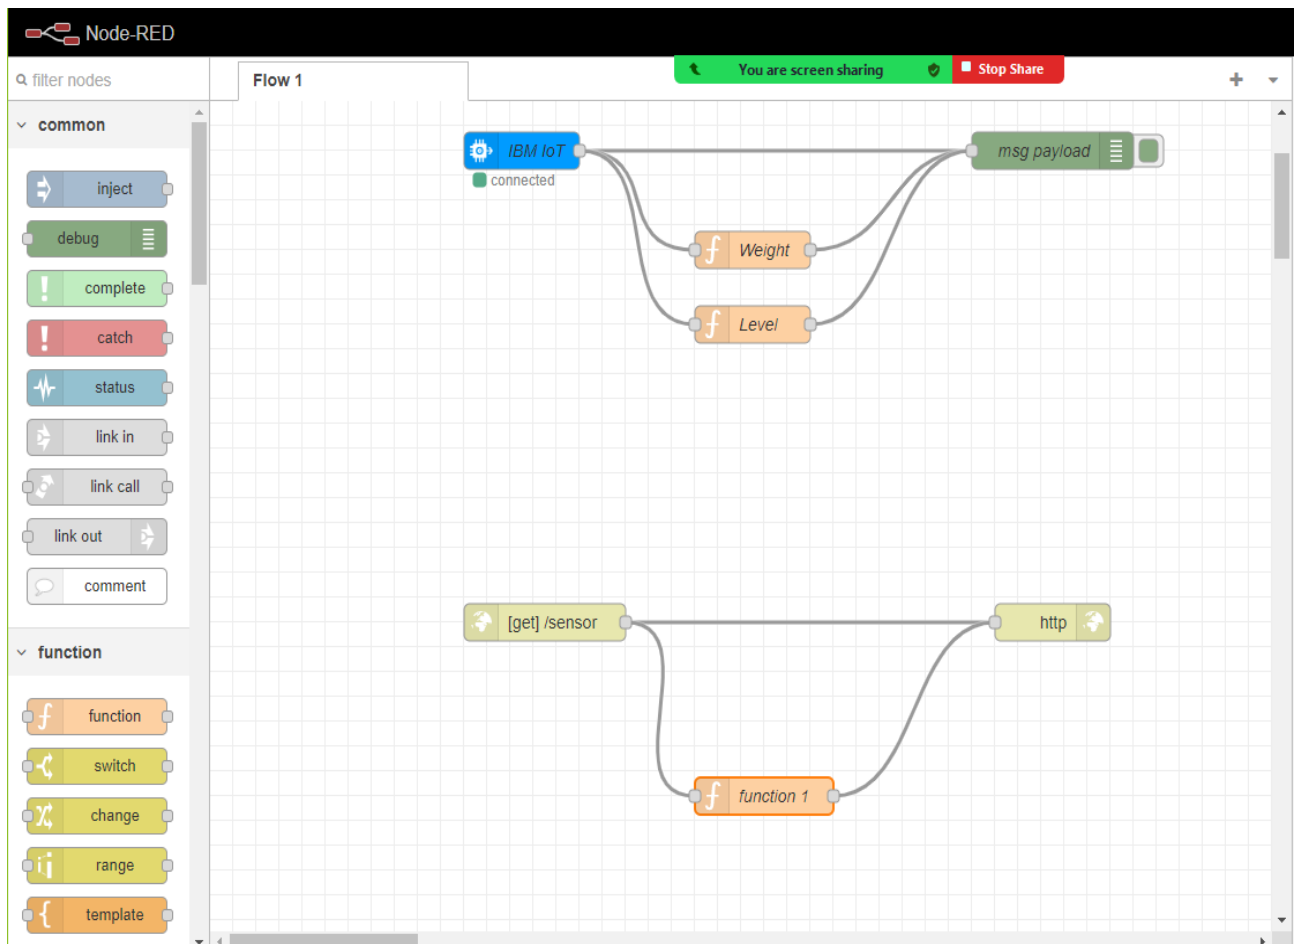 Node-RED
filter nodes
Flow 1
You are screen sharing
Stop Share
common
inject
debug
complete
catch
status
link in
link call
link out
comment
function
function
switch
change
range
template
IBM IoT
connected
msg payload
Weight
Level
[get] /sensor
http
function 1